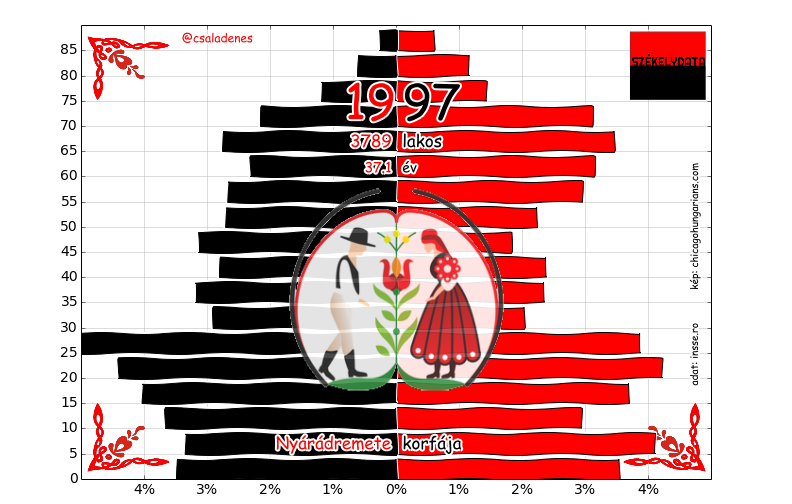 @csaladenes
SZÉKELYDATA
1997
3789 lakos
37.1 év
kép: chicagohungarians.com
adat: insse.ro
Nyárádremete korfája
85
80
75
70
65
60
55
50
45
40
35
30
25
20
15
10
5
0
4% 3% 2% 1% 0% 1% 2% 3% 4%